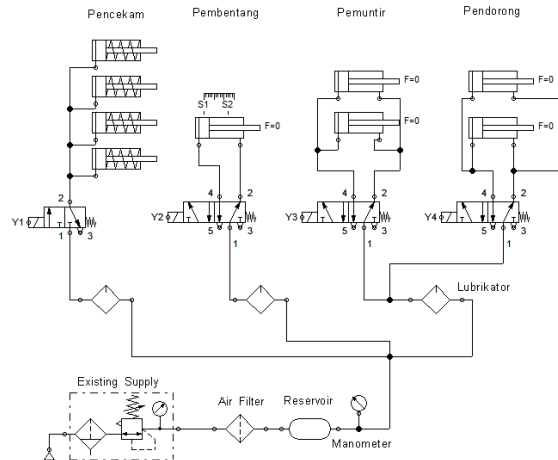 Pencekam Pembentang Pemuntir Pendorong
S1 S2
F=0 F=0
F=0 F=0 F=0
2 4 2 4 2 4 2
Y1 Y2 Y3 Y4
1 3 5 3 5 3 5 3
1 1 1
Lubrikator
Existing Supply
Air Filter Reservoir
Manometer